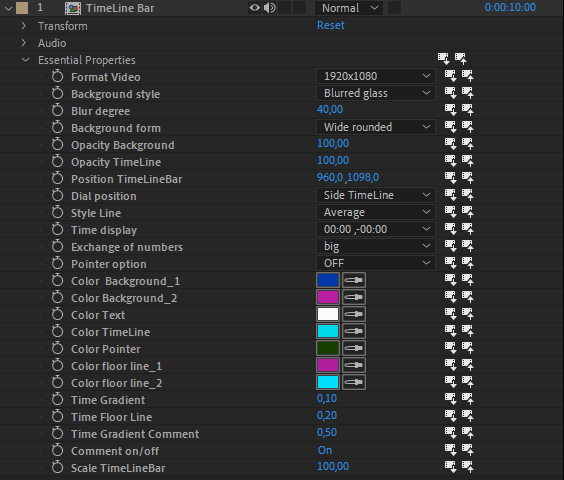 1 TimeLine Bar Normal 0:00:10:00
Transform Reset
Audio
Essential Properties
Format Video 1920x1080
Background style Blurred glass
Blur degree 40,00
Background form Wide rounded
Opacity Background 100,00
Opacity TimeLine 100,00
Position TimeLineBar 960,0 ,1098,0
Dial position Side TimeLine
Style Line Average
Time display 00:00 ,-00:00
Exchange of numbers big
Pointer option OFF
Color Background_1
Color Background_2
Color Text
Color TimeLine
Color Pointer
Color floor line_1
Color floor line_2
Time Gradient 0,10
Time Floor Line 0,20
Time Gradient Comment 0,50
Comment on/off On
Scale TimeLineBar 100,00